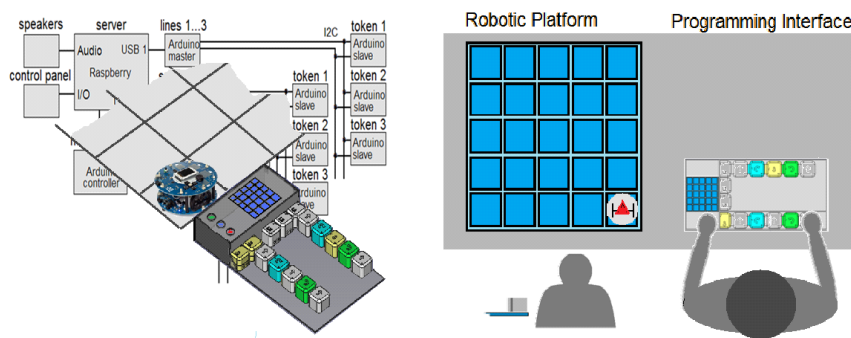 speakers
server
lines 1...3
I2C
token 1
Audio
USB 1
Arduino
master
Arduino
slave
control panel
Raspberry
I/O
token 1
Arduino
slave
token 2
Arduino
slave
token 2
Arduino
slave
token 3
Arduino
slave
controller
token 3
Arduino
slave
Robotic Platform
Programming Interface